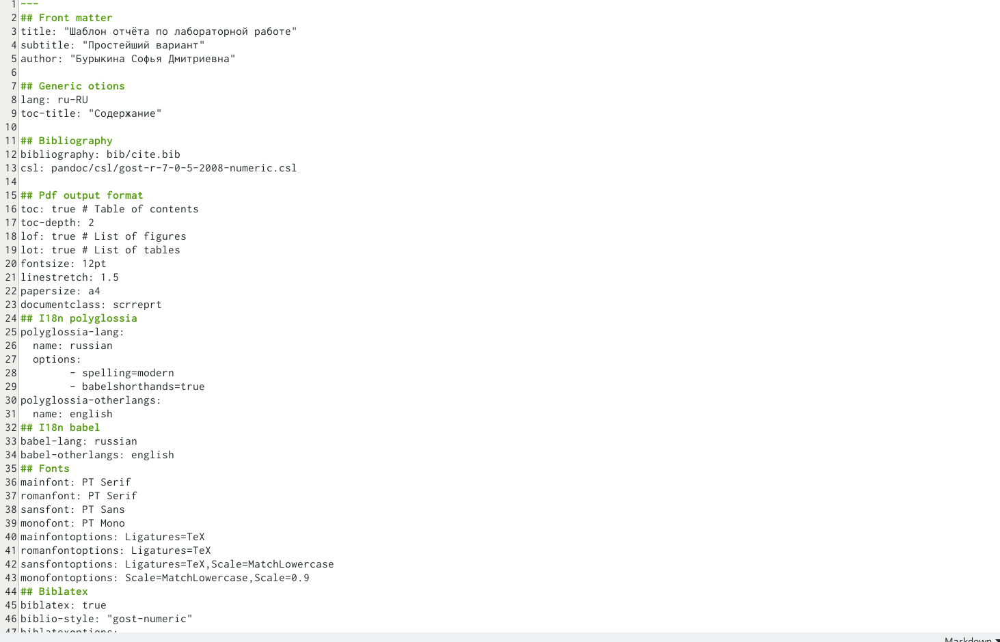 1 ---
2 ## Front matter
3 title: "Шаблон отчёта по лабораторной работе"
4 subtitle: "Простейший вариант"
5 author: "Бурыкина Софья Дмитриевна"
6
7 ## Generic otions
8 lang: ru-RU
9 toc-title: "Содержание"
10
11 ## Bibliography
12 bibliography: bib/cite.bib
13 csl: pandoc/csl/gost-r-7-0-5-2008-numeric.csl
14
15 ## Pdf output format
16 toc: true # Table of contents
17 toc-depth: 2
18 lof: true # List of figures
19 lot: true # List of tables
20 fontsize: 12pt
21 linestretch: 1.5
22 papersize: a4
23 documentclass: scrreprt
24 ## I18n polyglossia
25 polyglossia-lang:
26   name: russian
27   options:
28         - spelling=modern
29         - babelshorthands=true
30 polyglossia-otherlangs:
31   name: english
32 ## I18n babel
33 babel-lang: russian
34 babel-otherlangs: english
35 ## Fonts
36 mainfont: PT Serif
37 romanfont: PT Serif
38 sansfont: PT Sans
39 monofont: PT Mono
40 mainfontoptions: Ligatures=TeX
41 romanfontoptions: Ligatures=TeX
42 sansfontoptions: Ligatures=TeX,Scale=MatchLowercase
43 monofontoptions: Scale=MatchLowercase,Scale=0.9
44 ## Biblatex
45 biblatex: true
46 biblio-style: "gost-numeric"
47 biblatexoptions:
Markdown